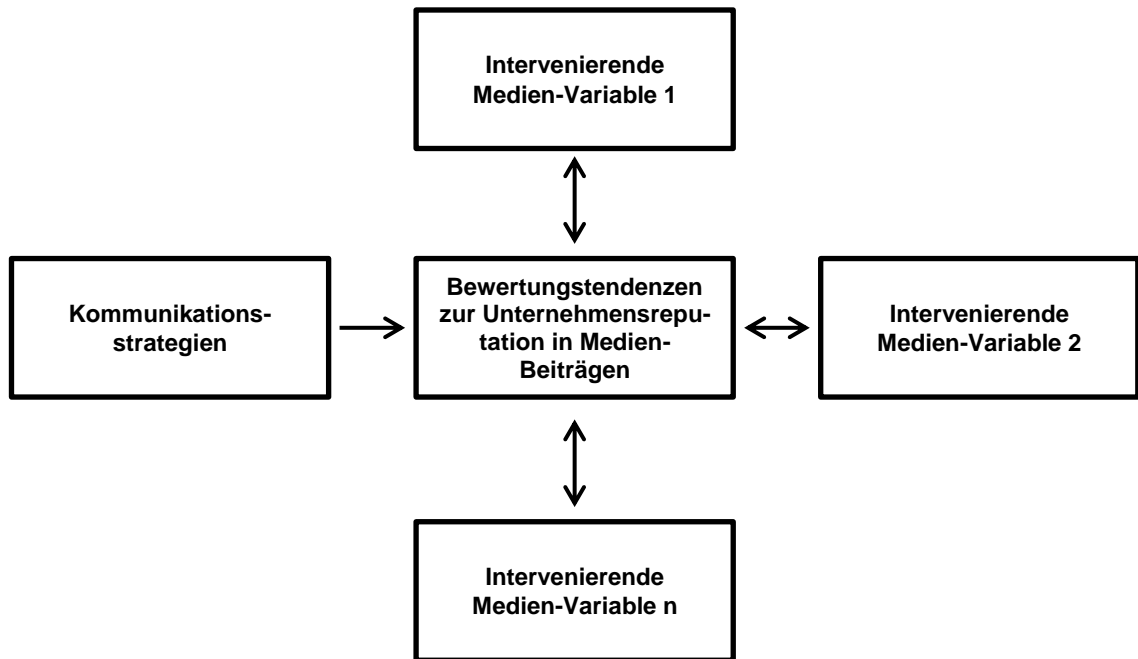 Intervenierende
Medien-Variable 1
Kommunikations-
strategien
Bewertungstendenzen
zur Unternehmensrepu-
tation in Medien-
Beiträgen
Intervenierende
Medien-Variable 2
Intervenierende
Medien-Variable n